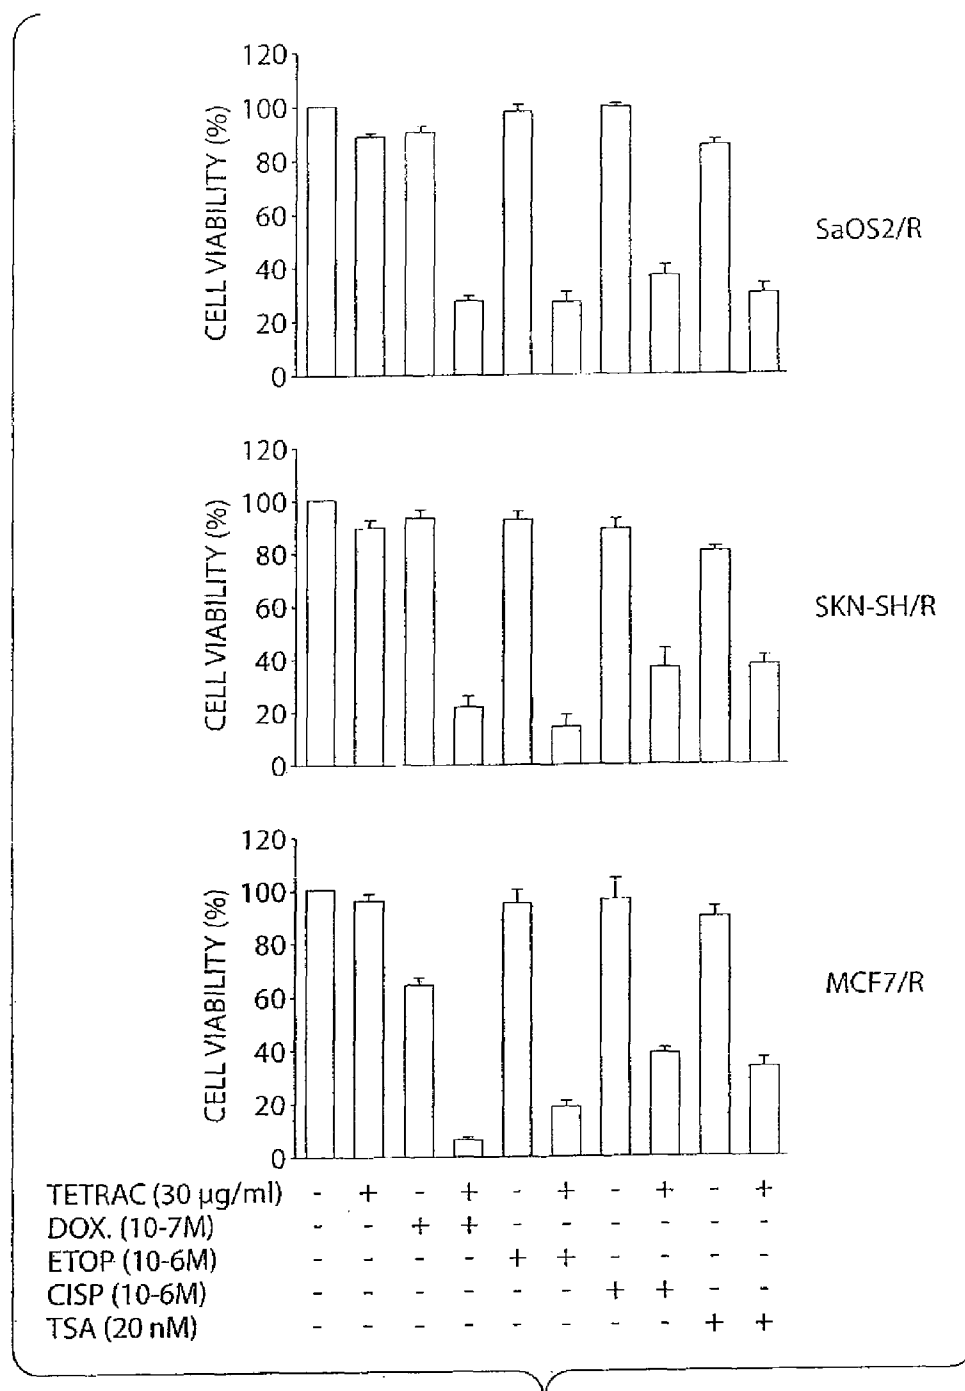 120
100
80
60
40
20
0
CELL VIABILITY (%)
SaOS2/R
120
100
80
60
40
20
0
CELL VIABILITY (%)
SKN-SH/R
120
100
80
60
40
20
0
CELL VIABILITY (%)
MCF7/R
TETRAC (30 µg/ml) - + - + - + - + - +
DOX. (10-7M) - - + + - - - - - -
ETOP (10-6M) - - - - + + - - - -
CISP (10-6M) - - - - - - + + - -
TSA (20 nM) - - - - - - - - + +